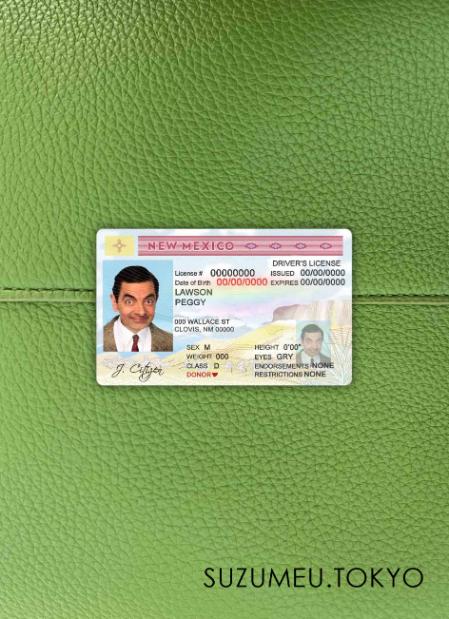 NEW MEXICO
DRIVER'S LICENSE
License # 00000000 ISSUED 00/00/0000
Date of Birth 00/00/0000 EXPIRES 00/00/0000
LAWSON
PEGGY
000 WALLACE ST
CLOVIS, NM 00000
SEX M HEIGHT 0'00"
WEIGHT 000 EYES GRY
CLASS D ENDORSEMENTS NONE
DONOR RESTRICTIONS NONE
J. Citizen
SUZUMEU.TOKYO